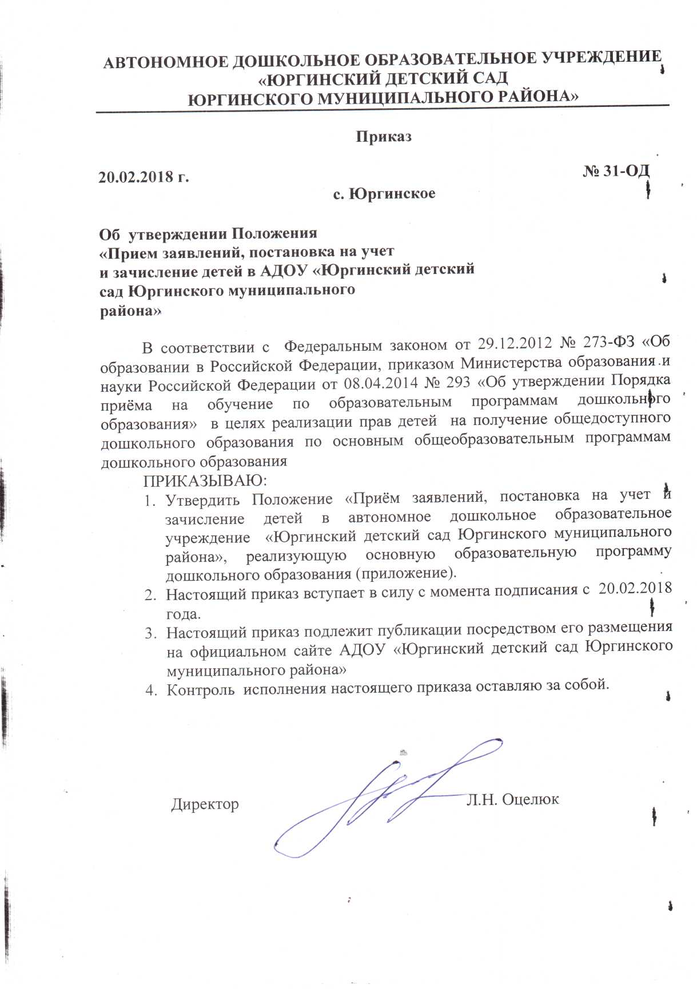 АВТОНОМНОЕ ДОШКОЛЬНОЕ ОБРАЗОВАТЕЛЬНОЕ УЧРЕЖДЕНИЕ
«ЮРГИНСКИЙ ДЕТСКИЙ САД
ЮРГИНСКОГО МУНИЦИПАЛЬНОГО РАЙОНА»
Приказ
20.02.2018 г. № 31-ОД
с. Юргинское
Об утверждении Положения
«Прием заявлений, постановка на учет
и зачисление детей в АДОУ «Юргинский детский
сад Юргинского муниципального
района»
В соответствии с Федеральным законом от 29.12.2012 № 273-ФЗ «Об
образовании в Российской Федерации, приказом Министерства образования и
науки Российской Федерации от 08.04.2014 № 293 «Об утверждении Порядка
приёма на обучение по образовательным программам дошкольного
образования» в целях реализации прав детей на получение общедоступного
дошкольного образования по основным общеобразовательным программам
дошкольного образования
ПРИКАЗЫВАЮ:
1. Утвердить Положение «Приём заявлений, постановка на учет и
зачисление детей в автономное дошкольное образовательное
учреждение «Юргинский детский сад Юргинского муниципального
района», реализующую основную образовательную программу
дошкольного образования (приложение).
2. Настоящий приказ вступает в силу с момента подписания с 20.02.2018
года.
3. Настоящий приказ подлежит публикации посредством его размещения
на официальном сайте АДОУ «Юргинский детский сад Юргинского
муниципального района»
4. Контроль исполнения настоящего приказа оставляю за собой.
Директор Л.Н. Оцелюк